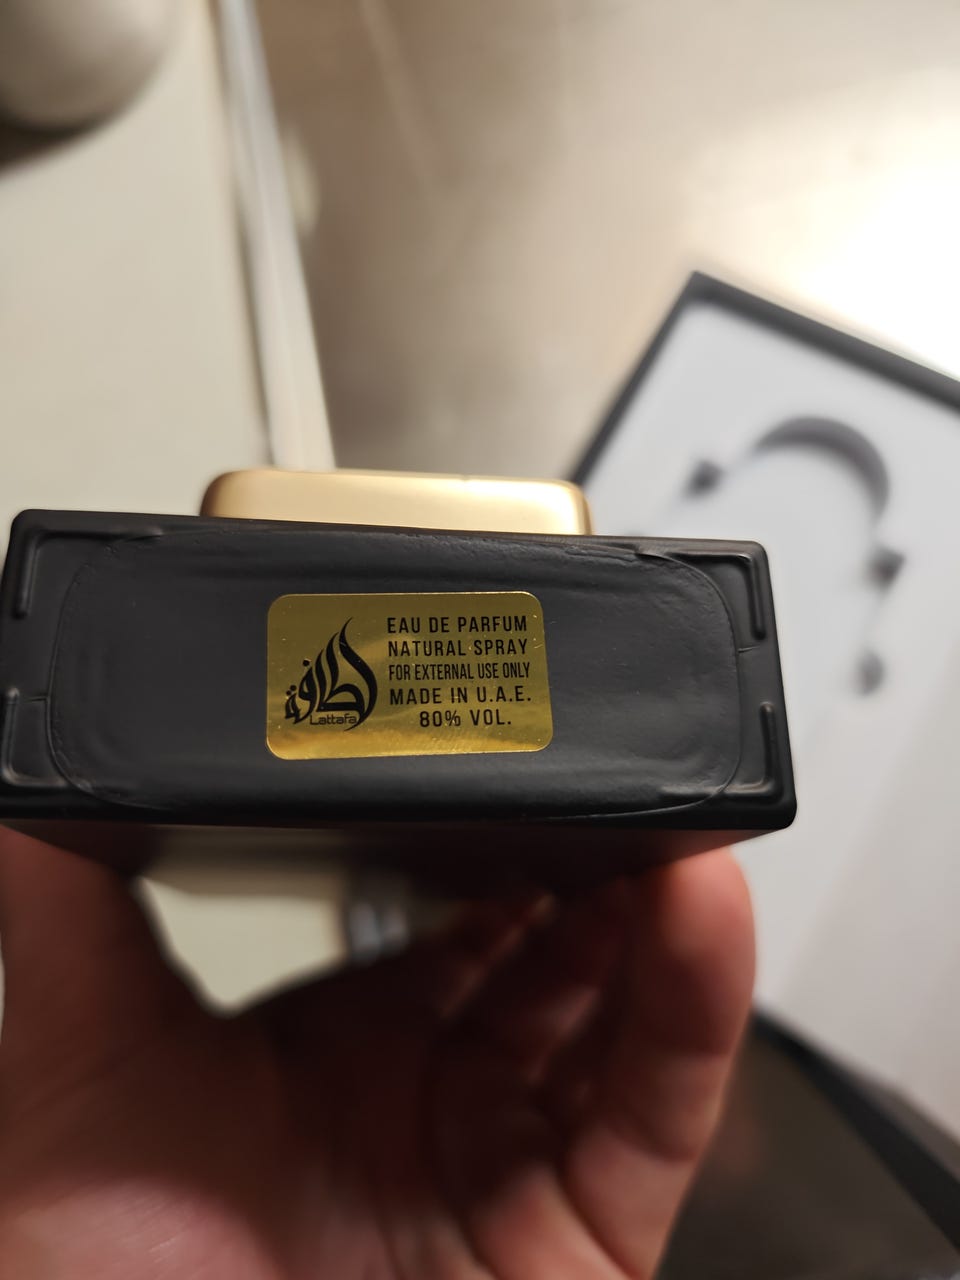 لطافة
Lattafa
EAU DE PARFUM
NATURAL SPRAY
FOR EXTERNAL USE ONLY
MADE IN U.A.E.
80% VOL.